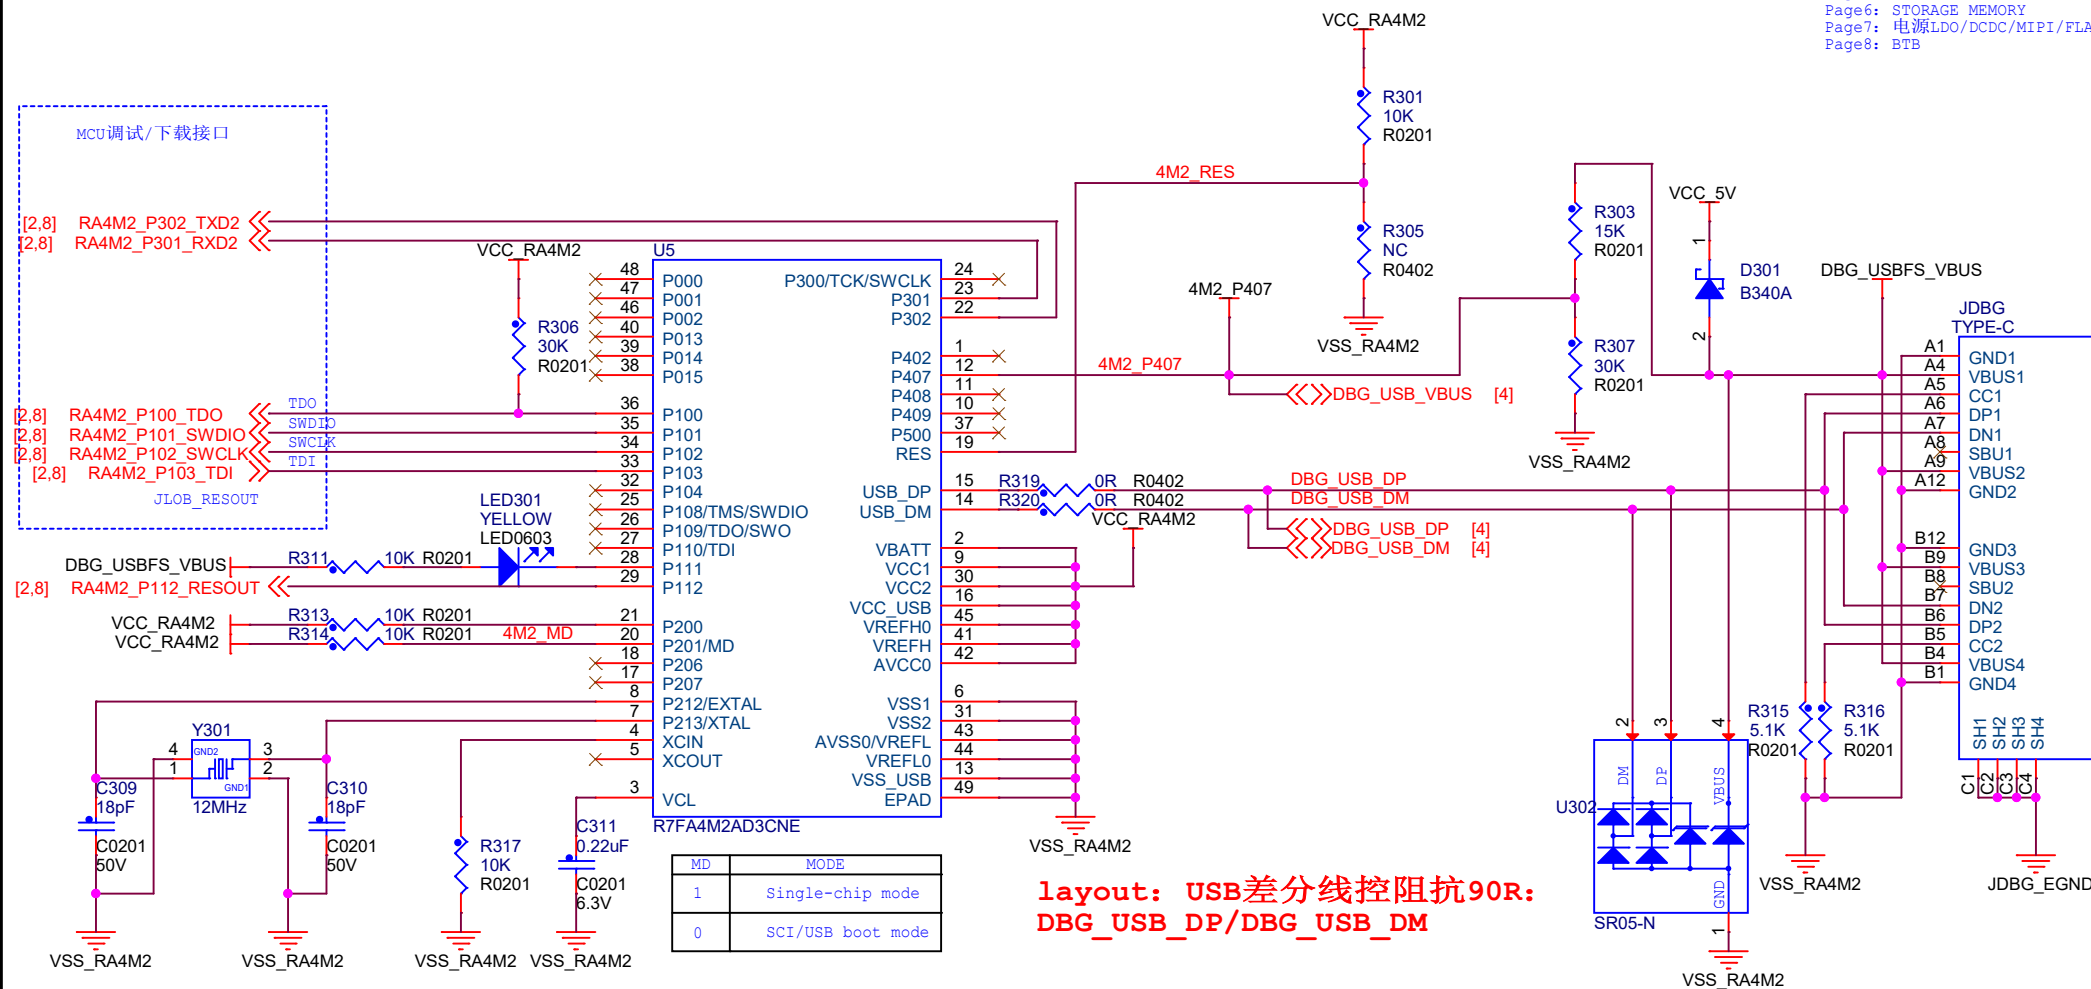 Page6: STORAGE MEMORY
Page7: 电源LDO/DCDC/MIPI/FLA
Page8: BTB
VCC_RA4M2
R301
10K
R0201
4M2_RES
R305
NC
R0402
VSS_RA4M2
MCU调试/下载接口
[2,8] RA4M2_P302_TXD2
[2,8] RA4M2_P301_RXD2
[2,8] RA4M2_P100_TDO
[2,8] RA4M2_P101_SWDIO
[2,8] RA4M2_P102_SWCLK
[2,8] RA4M2_P103_TDI
TDO
SWDIO
SWCLK
TDI
JLOB_RESOUT
VCC_RA4M2
R306
30K
R0201
LED301
YELLOW
LED0603
DBG_USBFS_VBUS
R311 10K R0201
[2,8] RA4M2_P112_RESOUT
VCC_RA4M2
R313 10K R0201
VCC_RA4M2
R314 10K R0201
4M2_MD
U5
48 P000
47 P001
46 P002
40 P013
39 P014
38 P015
36 P100
35 P101
34 P102
33 P103
32 P104
25 P108/TMS/SWDIO
26 P109/TDO/SWO
27 P110/TDI
28 P111
29 P112
21 P200
20 P201/MD
18 P206
17 P207
8 P212/EXTAL
7 P213/XTAL
4 XCIN
5 XCOUT
3 VCL
P300/TCK/SWCLK 24
P301 23
P302 22
P402 1
P407 12
P408 11
P409 10
P500 37
RES 19
USB_DP 15
USB_DM 14
VBATT 2
VCC1 9
VCC2 30
VCC_USB 16
VREFH0 45
VREFH 41
AVCC0 42
VSS1 6
VSS2 31
AVSS0/VREFL 43
VREFL0 44
VSS_USB 13
EPAD 49
R7FA4M2AD3CNE
VSS_RA4M2
4M2_P407
4M2_P407
DBG_USB_VBUS [4]
R319 0R R0402
R320 0R R0402
VCC_RA4M2
DBG_USB_DP
DBG_USB_DM
DBG_USB_DP [4]
DBG_USB_DM [4]
R303
15K
R0201
R307
30K
R0201
VSS_RA4M2
VCC_5V
1
D301
B340A
2
DBG_USBFS_VBUS
JDBG
TYPE-C
A1 GND1
A4 VBUS1
A5 CC1
A6 DP1
A7 DN1
A8 SBU1
A9 VBUS2
A12 GND2
B12 GND3
B9 VBUS3
B8 SBU2
B7 DN2
B6 DP2
B5 CC2
B4 VBUS4
B1 GND4
SH1
SH2
SH3
SH4
C1
C2
C3
C4
JDBG_EGND
R315
5.1K
R0201
R316
5.1K
R0201
VSS_RA4M2
2
3
4
DM
DP
VBUS
U302
GND
SR05-N
1
VSS_RA4M2
Y301
4
GND2
3
1
2
GND1
12MHz
C309
18pF
C0201
50V
VSS_RA4M2
C310
18pF
C0201
50V
VSS_RA4M2
R317
10K
R0201
VSS_RA4M2
C311
0.22uF
C0201
6.3V
VSS_RA4M2
MD MODE
1 Single-chip mode
0 SCI/USB boot mode
layout: USB差分线控阻抗90R:
DBG_USB_DP/DBG_USB_DM